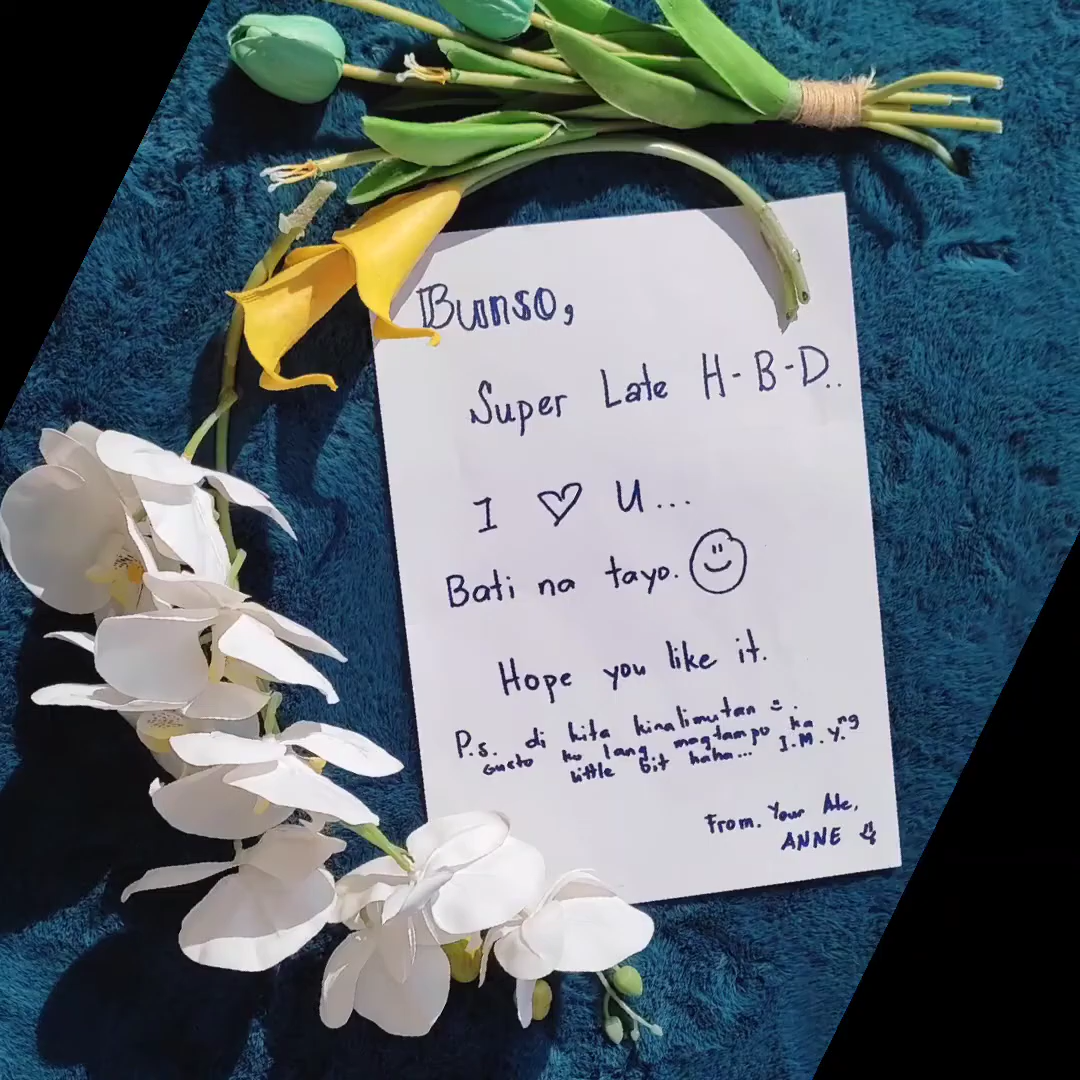 Bunso,
Super Late H-B-D..
I ♡ U...
Bati na tayo. ☺
Hope you like it.
P.s. di kita kinalimutan =.
Gusto ko lang magtampo ka ng
little bit haha... I.M.Y.
From. Your Ate,
ANNE